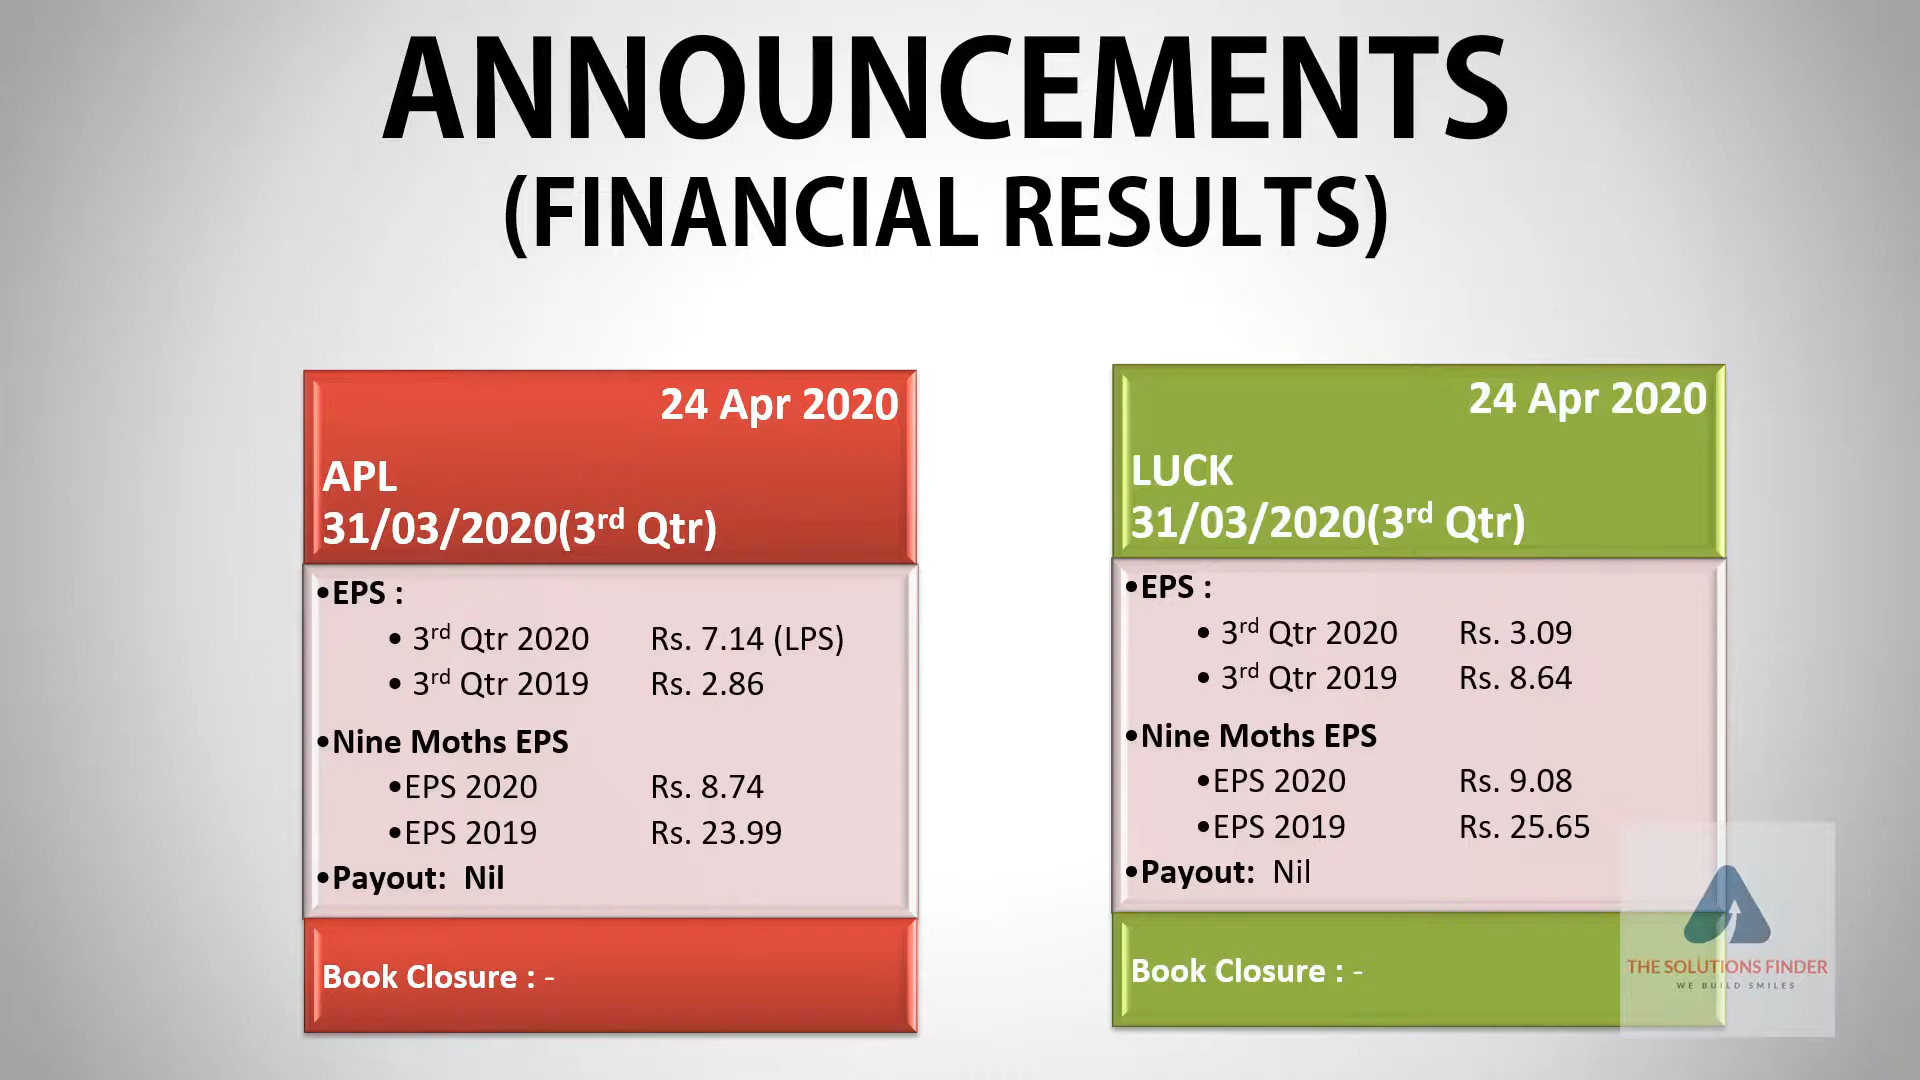 ANNOUNCEMENTS
(FINANCIAL RESULTS)
24 Apr 2020
APL
31/03/2020(3rd Qtr)
•EPS :
• 3rd Qtr 2020 Rs. 7.14 (LPS)
• 3rd Qtr 2019 Rs. 2.86
•Nine Moths EPS
•EPS 2020 Rs. 8.74
•EPS 2019 Rs. 23.99
•Payout: Nil
Book Closure : -
24 Apr 2020
LUCK
31/03/2020(3rd Qtr)
•EPS :
• 3rd Qtr 2020 Rs. 3.09
• 3rd Qtr 2019 Rs. 8.64
•Nine Moths EPS
•EPS 2020 Rs. 9.08
•EPS 2019 Rs. 25.65
•Payout: Nil
Book Closure : -
THE SOLUTIONS FINDER
WE BUILD SMILES